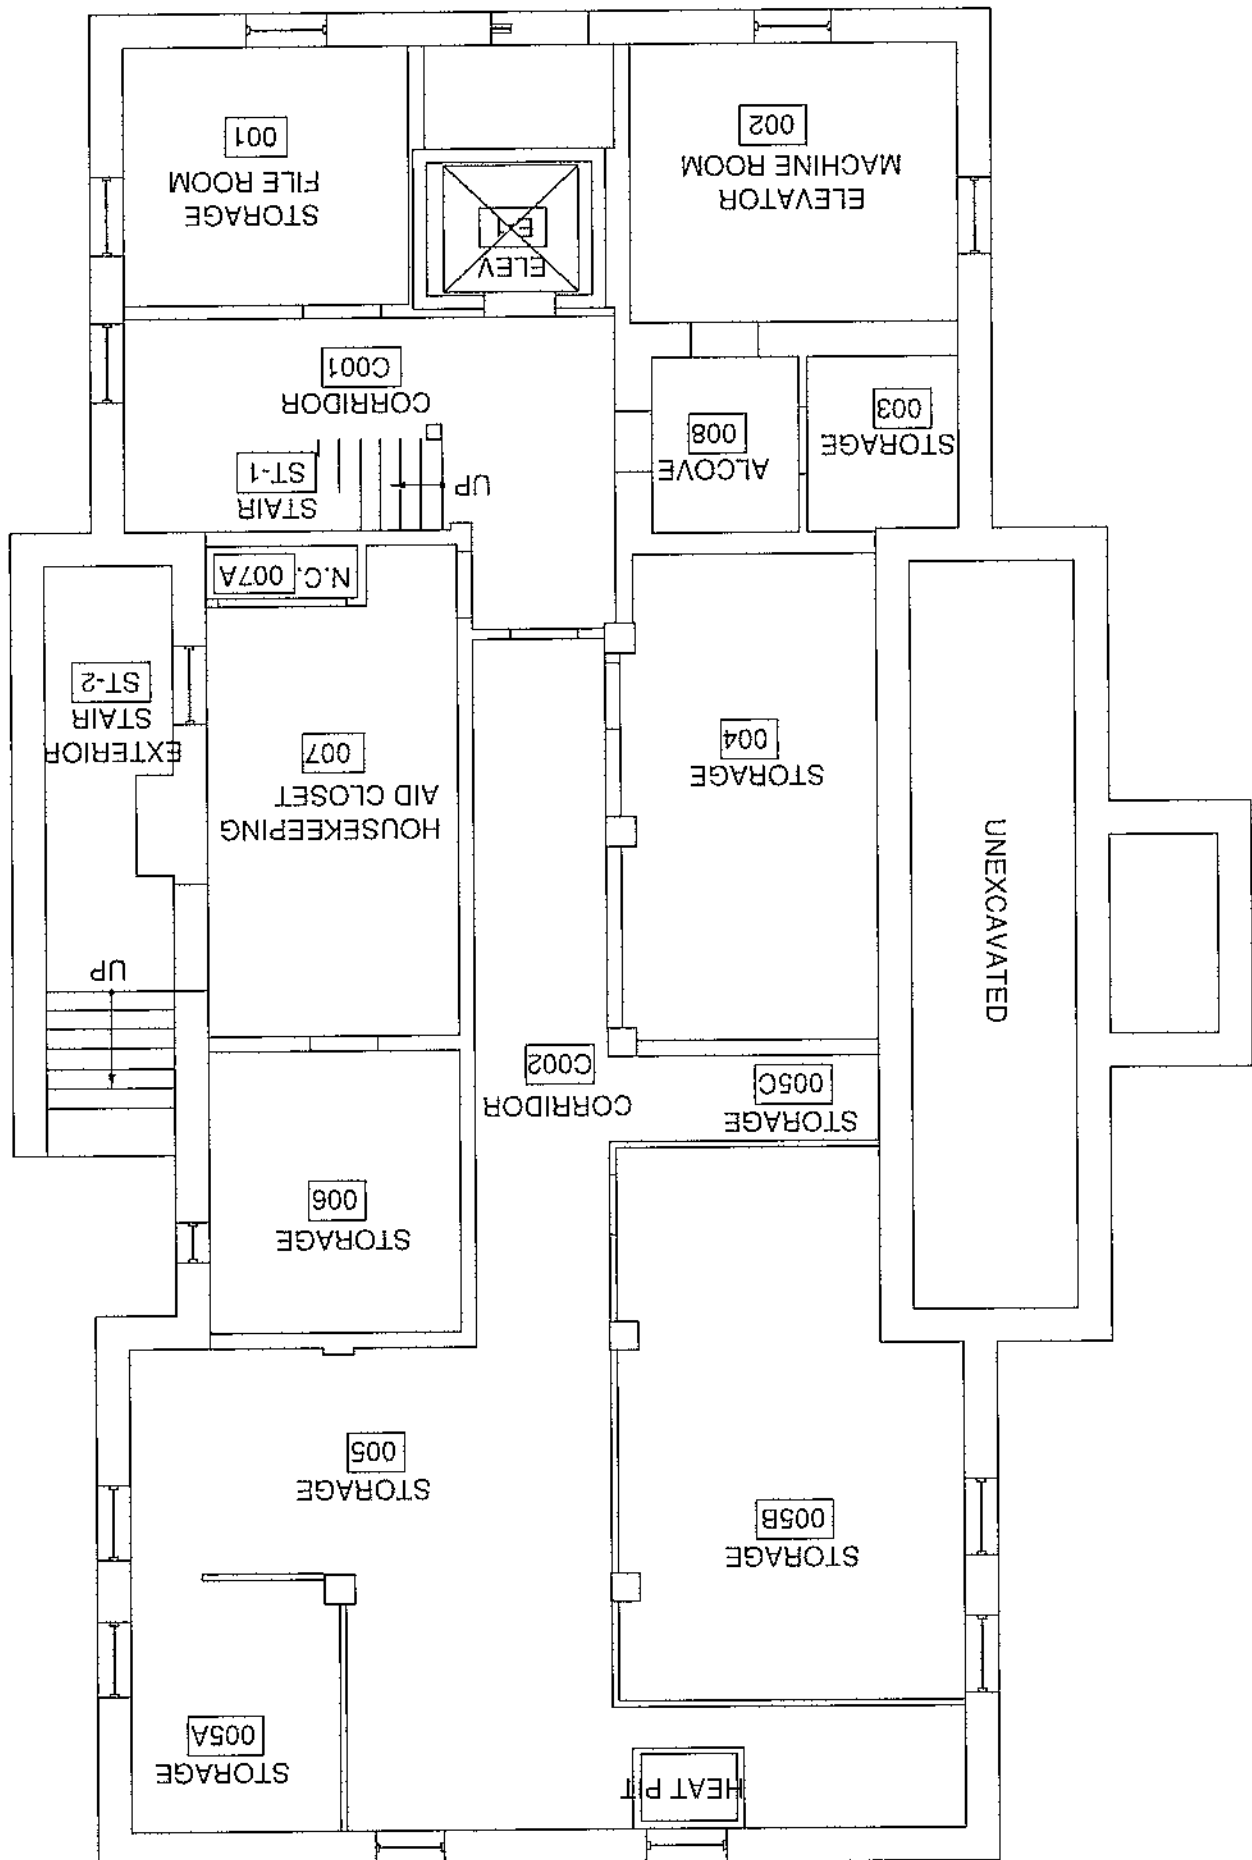 HEAT PIT
STORAGE
005A
STORAGE
005B
STORAGE
005
STORAGE
006
STORAGE
005C
CORRIDOR
C002
UP
UNEXCAVATED
STORAGE
004
HOUSEKEEPING
AID CLOSET
007
EXTERIOR
STAIR
ST-2
N.C. 007A
UP
STAIR
ST-1
STORAGE
003
ALCOVE
008
CORRIDOR
C001
ELEV
E
ELEVATOR
MACHINE ROOM
002
STORAGE
FILE ROOM
001